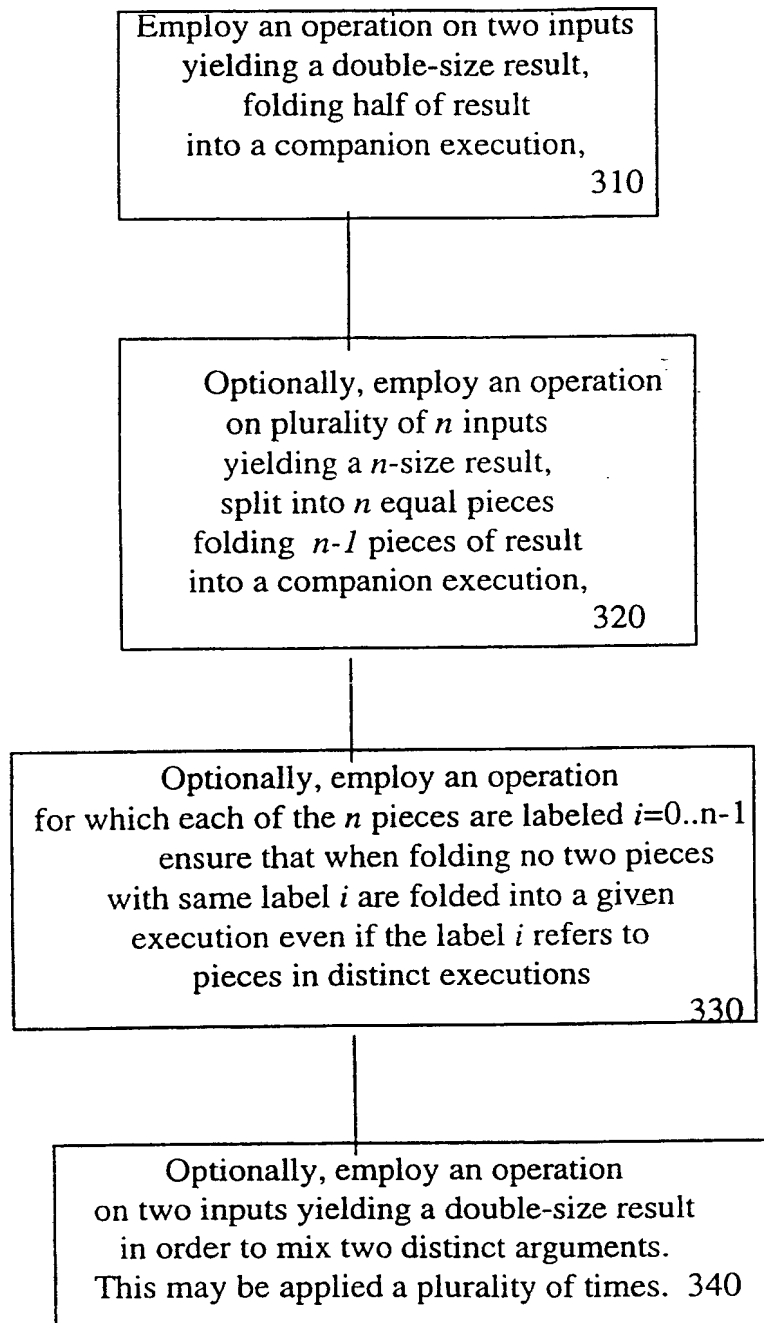 Employ an operation on two inputs
yielding a double-size result,
folding half of result
into a companion execution,
310
Optionally, employ an operation
on plurality of n inputs
yielding a n-size result,
split into n equal pieces
folding n-1 pieces of result
into a companion execution,
320
Optionally, employ an operation
for which each of the n pieces are labeled i=0..n-1
ensure that when folding no two pieces
with same label i are folded into a given
execution even if the label i refers to
pieces in distinct executions
330
Optionally, employ an operation
on two inputs yielding a double-size result
in order to mix two distinct arguments.
This may be applied a plurality of times. 340